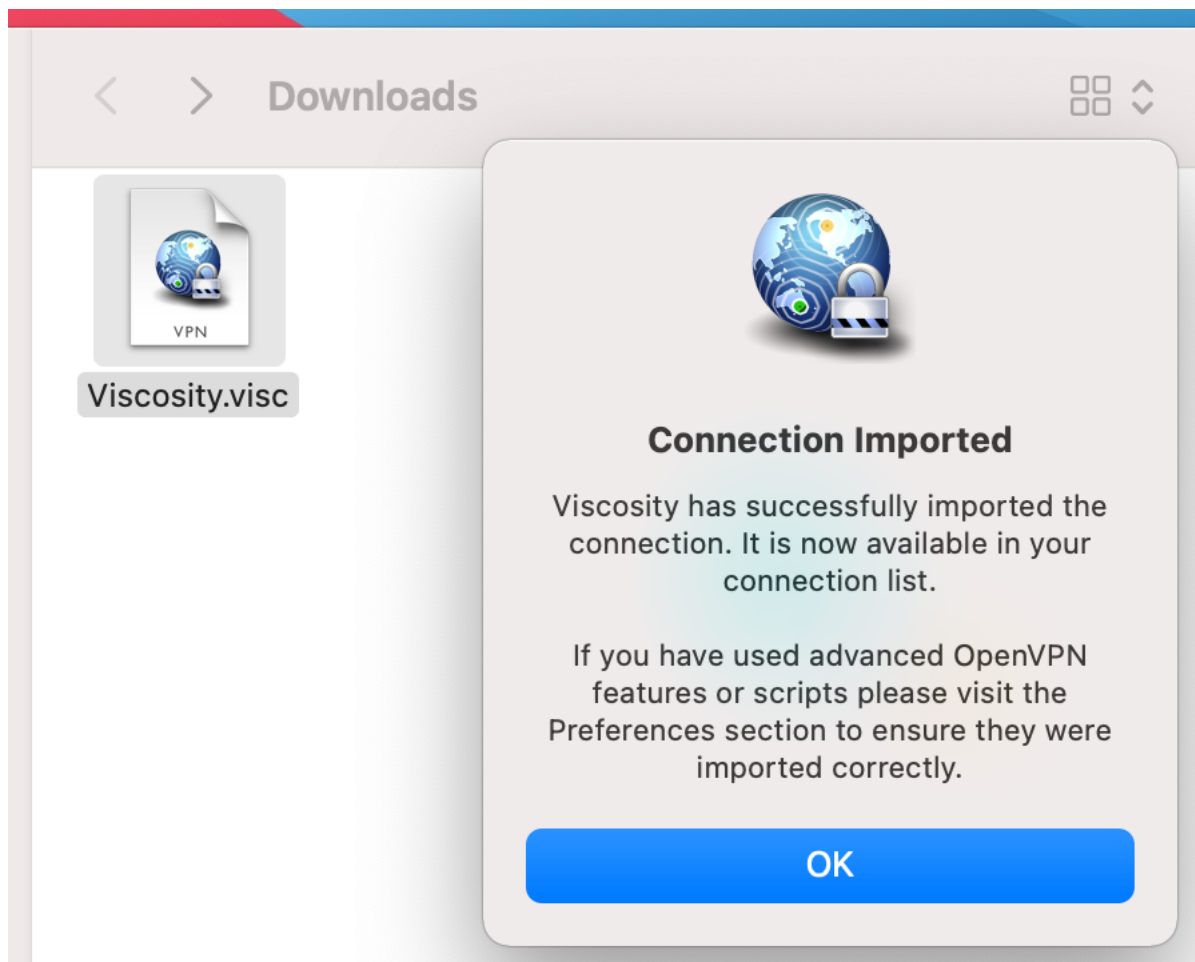 Downloads
VPN
Viscosity.visc
Connection Imported
Viscosity has successfully imported the
connection. It is now available in your
connection list.
If you have used advanced OpenVPN
features or scripts please visit the
Preferences section to ensure they were
imported correctly.
OK